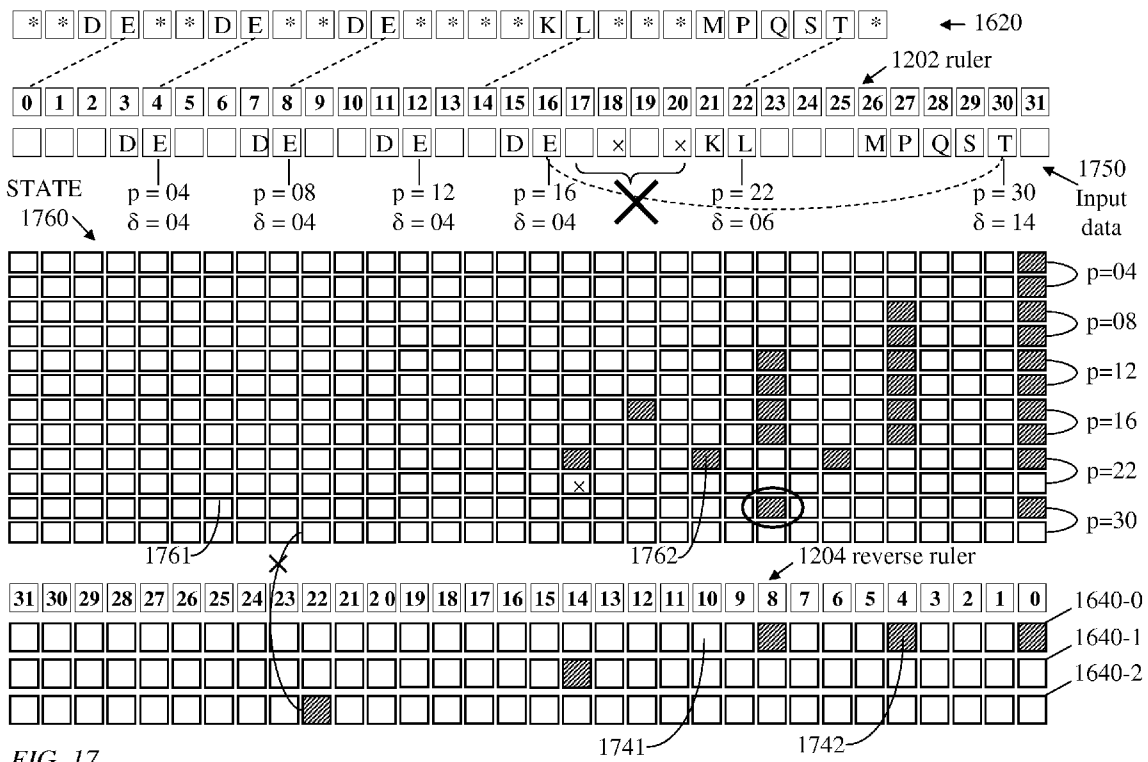 * * D E * * D E * * D E * * * * K L * * * M P Q S T * 1620
1202 ruler
0 1 2 3 4 5 6 7 8 9 10 11 12 13 14 15 16 17 18 19 20 21 22 23 24 25 26 27 28 29 30 31
D E D E D E D E × × K L M P Q S T
STATE 1760
p = 04 p = 08 p = 12 p = 16 p = 22 p = 30
δ = 04 δ = 04 δ = 04 δ = 04 δ = 06 δ = 14
1750 Input data
p=04
p=08
p=12
p=16
p=22
×
p=30
1761 1762 1204 reverse ruler
31 30 29 28 27 26 25 24 23 22 21 2 0 19 18 17 16 15 14 13 12 11 10 9 8 7 6 5 4 3 2 1 0
1640-0
1640-1
1640-2
1741 1742
FIG. 17